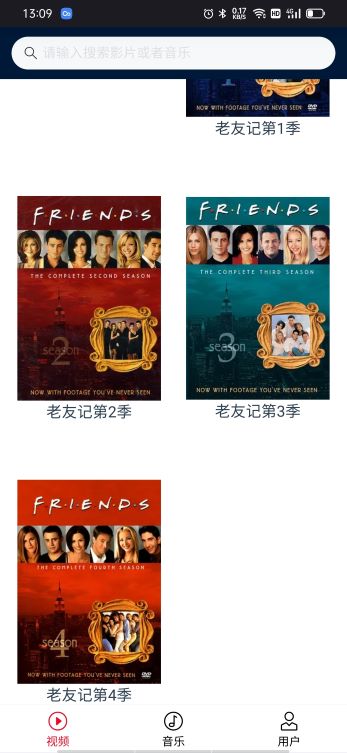 13:09
0.17
KB/S
HD
4G
请输入搜索影片或者音乐
NOW WITH FOOTAGE YOU'VE NEVER SEEN
DVD
老友记第1季
F·R·I·E·N·D·S
THE COMPLETE SECOND SEASON
season 2
NOW WITH FOOTAGE YOU'VE NEVER SEEN
老友记第2季
F·R·I·E·N·D·S
THE COMPLETE THIRD SEASON
season 3
NOW WITH FOOTAGE YOU'VE NEVER SEEN
老友记第3季
F·R·I·E·N·D·S
THE COMPLETE FOURTH SEASON
season 4
NOW WITH FOOTAGE YOU'VE NEVER SEEN
DVD
老友记第4季
视频
音乐
用户